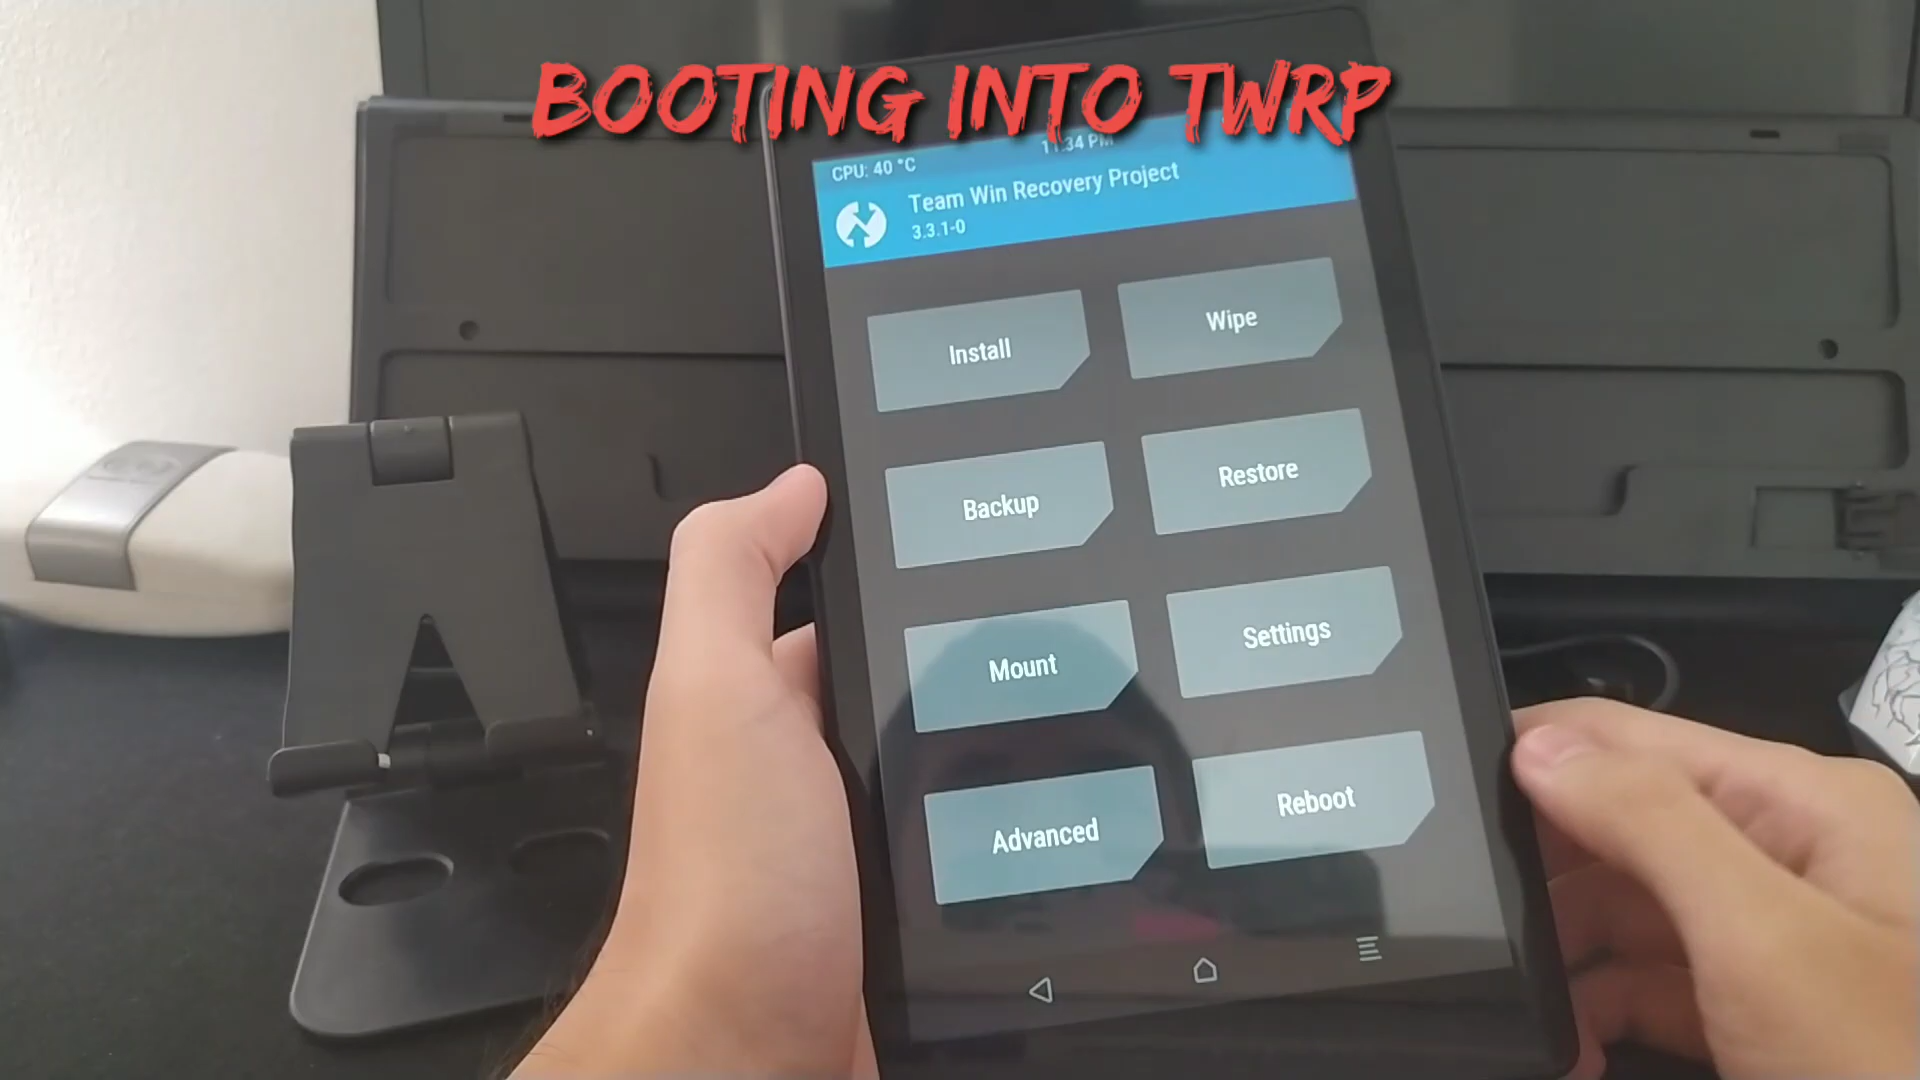 BOOTING INTO TWRP
CPU: 40 °C
11:34 PM
Team Win Recovery Project
3.3.1-0
Install
Wipe
Backup
Restore
Mount
Settings
Advanced
Reboot